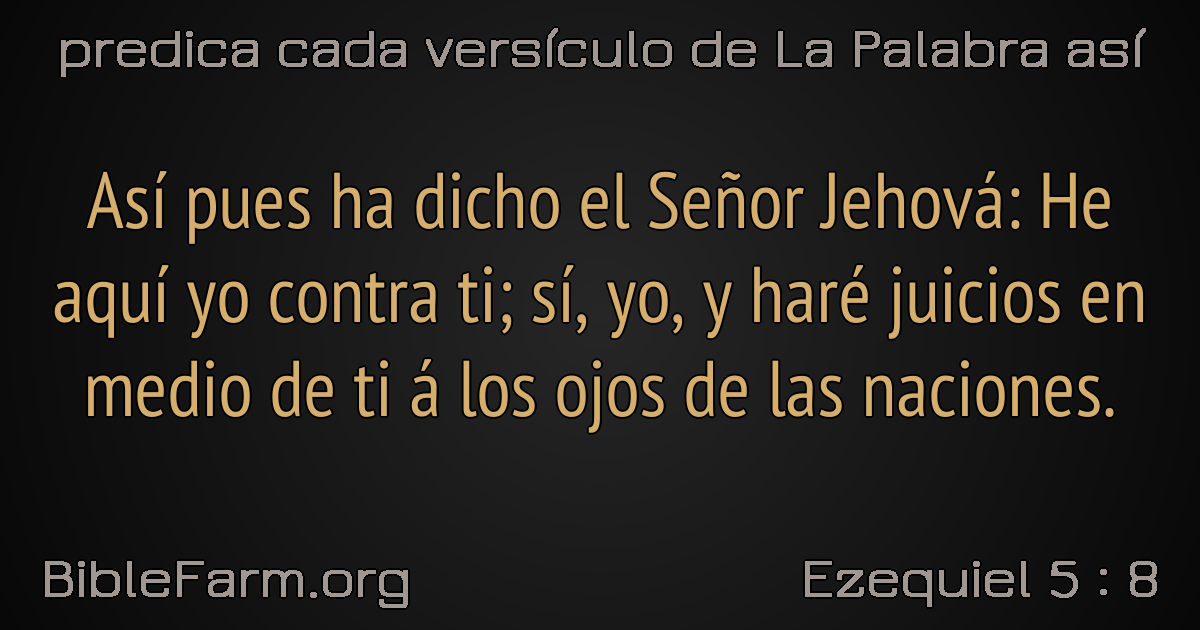 predica cada versículo de La Palabra así
Así pues ha dicho el Señor Jehová: He
aquí yo contra ti; sí, yo, y haré juicios en
medio de ti á los ojos de las naciones.
BibleFarm.org
Ezequiel 5 : 8